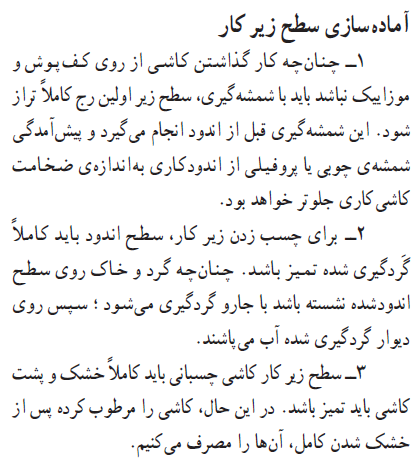 آماده‌سازی سطح زیر کار
۱ــ چنان‌چه کار گذاشتن کاشی از روی کف‌پوش و
موزاییک نباشد باید با شمشه‌گیری، سطح زیر اولین رج کاملاً تراز
شود. این شمشه‌گیری قبل از اندود انجام می‌گیرد و پیش‌آمدگی
شمشه‌ی چوبی یا پروفیلی از اندودکاری به‌اندازه‌ی ضخامت
کاشی‌کاری جلوتر خواهد بود.
۲ــ برای چسب زدن زیر کار، سطح اندود باید کاملاً
گَردگیری شده تمیز باشد. چنان‌چه گرد و خاک روی سطح
اندودشده نشسته باشد با جارو گردگیری می‌شود ؛ سپس روی
دیوار گردگیری شده آب می‌پاشند.
۳ــ سطح زیر کار کاشی چسبانی باید کاملاً خشک و پشت
کاشی باید تمیز باشد. در این حال، کاشی را مرطوب کرده پس از
خشک شدن کامل، آن‌ها را مصرف می‌کنیم.